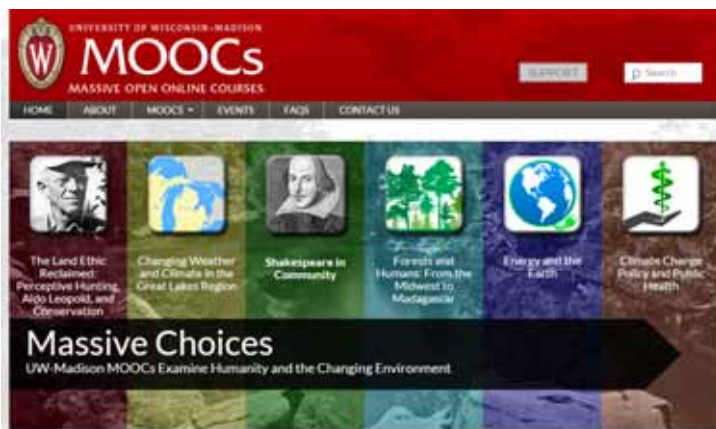 UNIVERSITY OF WISCONSIN–MADISON
MOOCs
MASSIVE OPEN ONLINE COURSES
SUPPORT
Search
HOME ABOUT MOOCS EVENTS FAQS CONTACT US
The Land Ethic
Reclaimed:
Perceptive Hunting,
Aldo Leopold, and
Conservation
Changing Weather
and Climate in the
Great Lakes Region
Shakespeare in
Community
Forests and
Humans: From the
Midwest to
Madagascar
Energy and the
Earth
Climate Change
Policy and Public
Health
Massive Choices
UW-Madison MOOCs Examine Humanity and the Changing Environment